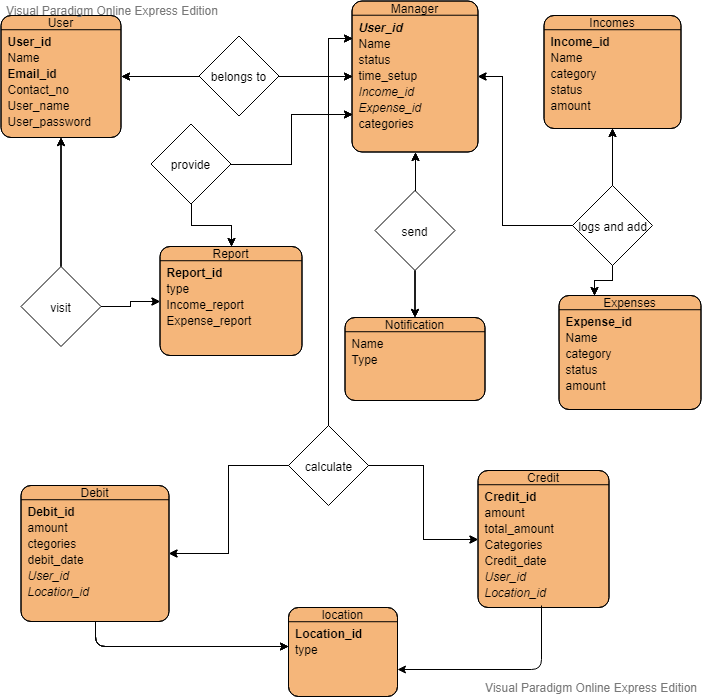 Visual Paradigm Online Express Edition
User
User_id
Name
Email_id
Contact_no
User_name
User_password
belongs to
Manager
User_id
Name
status
time_setup
Income_id
Expense_id
categories
Incomes
Income_id
Name
category
status
amount
provide
send
logs and add
visit
Report
Report_id
type
Income_report
Expense_report
Notification
Name
Type
Expenses
Expense_id
Name
category
status
amount
calculate
Debit
Debit_id
amount
ctegories
debit_date
User_id
Location_id
Credit
Credit_id
amount
total_amount
Categories
Credit_date
User_id
Location_id
location
Location_id
type
Visual Paradigm Online Express Edition